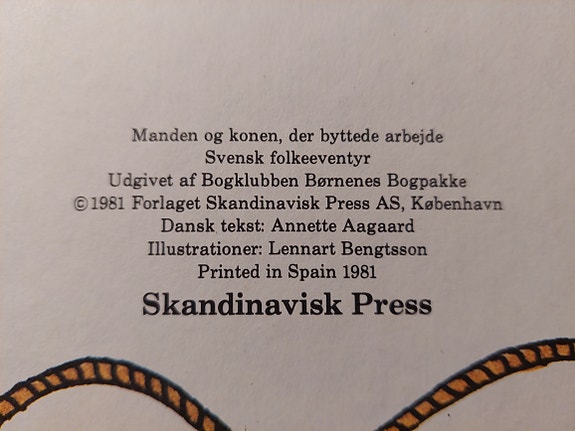 Manden og konen, der byttede arbejde
Svensk folkeeventyr
Udgivet af Bogklubben Børnenes Bogpakke
©1981 Forlaget Skandinavisk Press AS, København
Dansk tekst: Annette Aagaard
Illustrationer: Lennart Bengtsson
Printed in Spain 1981
Skandinavisk Press